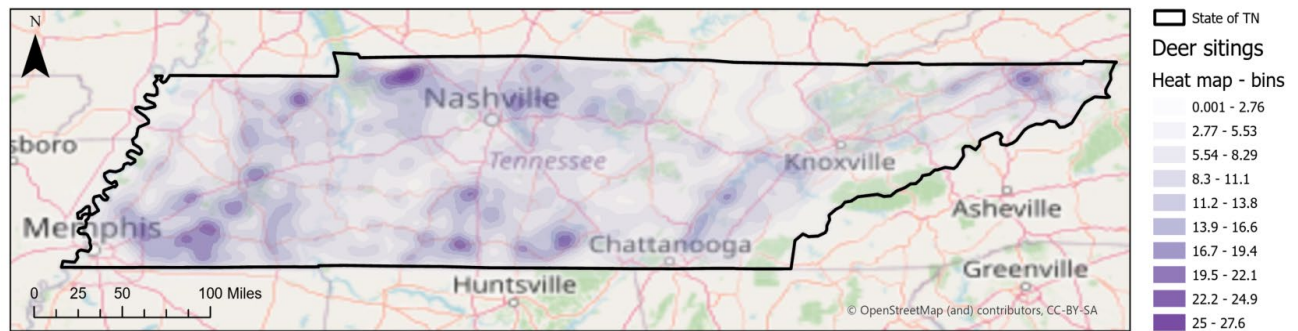 N
Nashville
Tennessee
sboro
Knoxville
Memphis
Asheville
Chattanooga
Huntsville
Greenville
0 25 50 100 Miles
© OpenStreetMap (and) contributors, CC-BY-SA
State of TN
Deer sitings
Heat map - bins
0.001 - 2.76
2.77 - 5.53
5.54 - 8.29
8.3 - 11.1
11.2 - 13.8
13.9 - 16.6
16.7 - 19.4
19.5 - 22.1
22.2 - 24.9
25 - 27.6